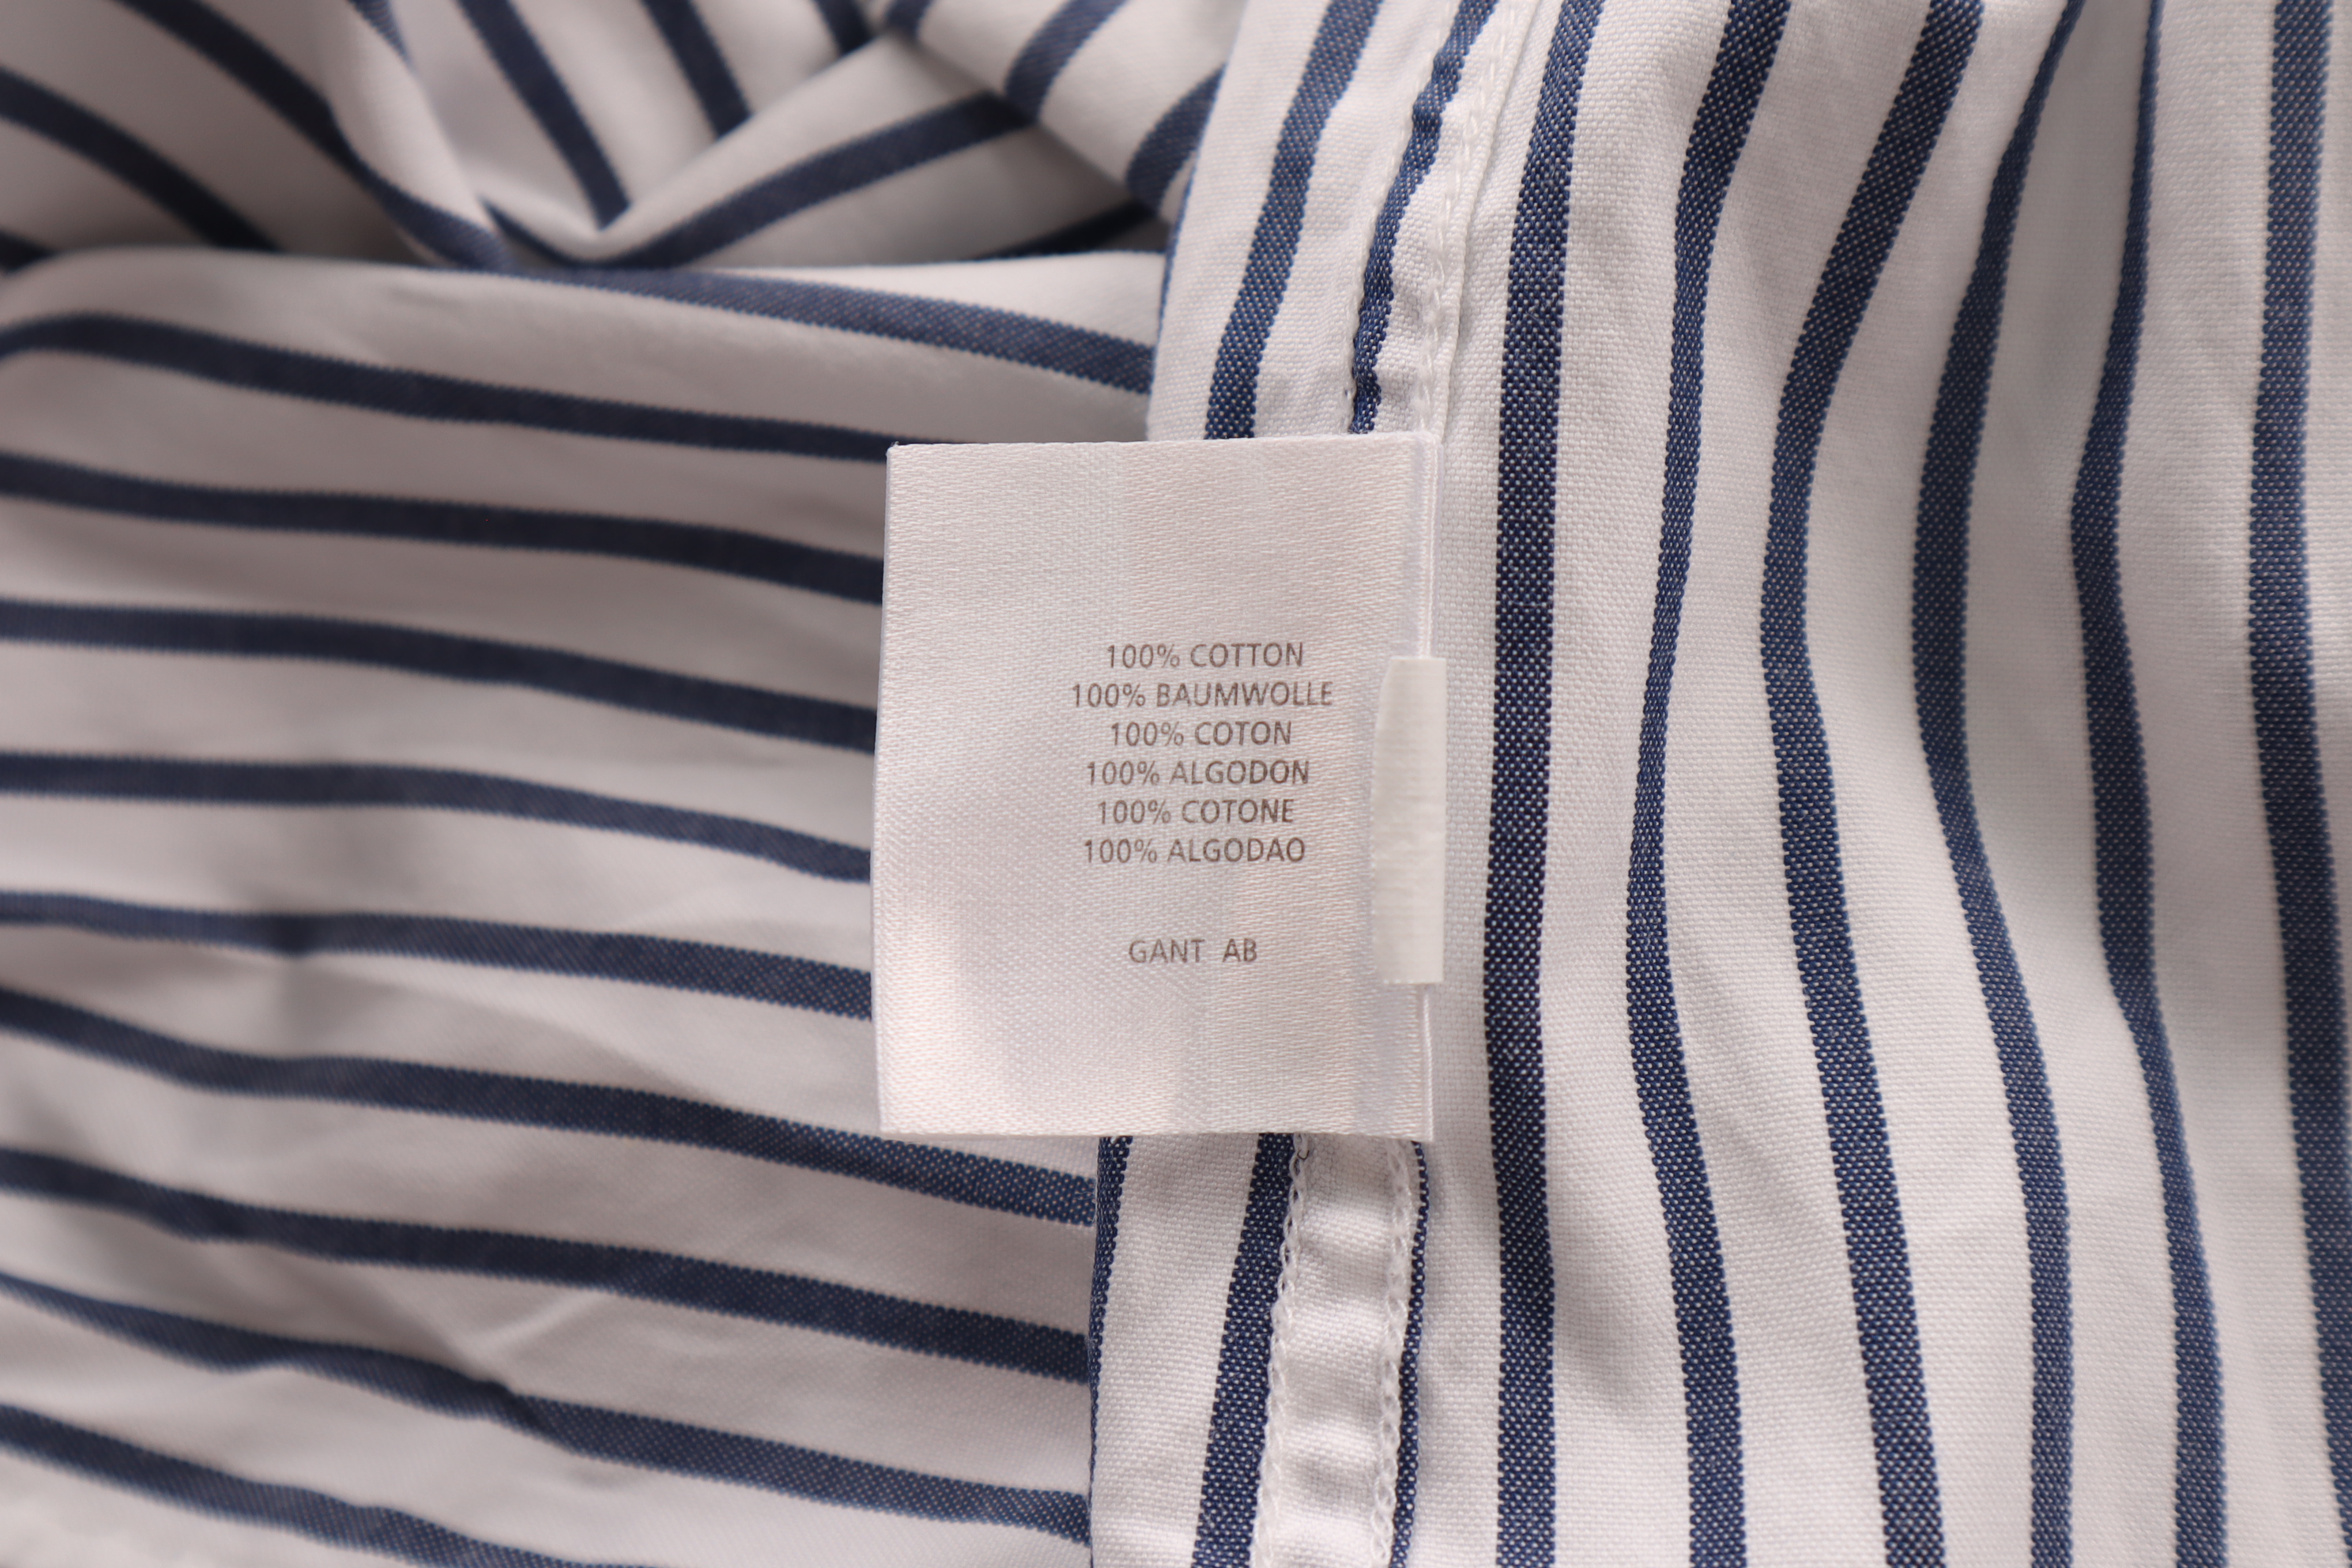 100% COTTON
100% BAUMWOLLE
100% COTON
100% ALGODON
100% COTONE
100% ALGODAO
GANT AB